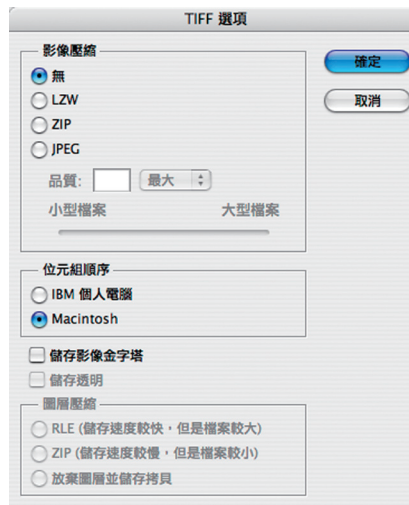 TIFF 選項
影像壓縮
無
LZW
ZIP
JPEG
品質: 最大
小型檔案 大型檔案
確定
取消
位元組順序
IBM 個人電腦
Macintosh
儲存影像金字塔
儲存透明
圖層壓縮
RLE (儲存速度較快，但是檔案較大)
ZIP (儲存速度較慢，但是檔案較小)
放棄圖層並儲存拷貝